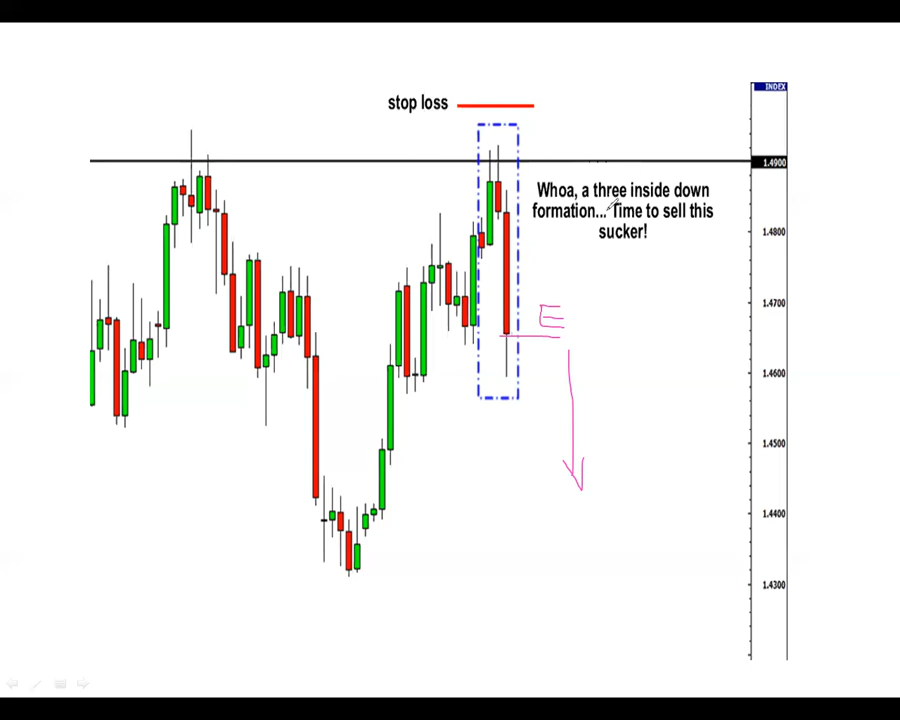 INDEX
stop loss
1.4900
Whoa, a three inside down
formation... Time to sell this
sucker!
1.4800
1.4700
E
1.4600
1.4500
1.4400
1.4300